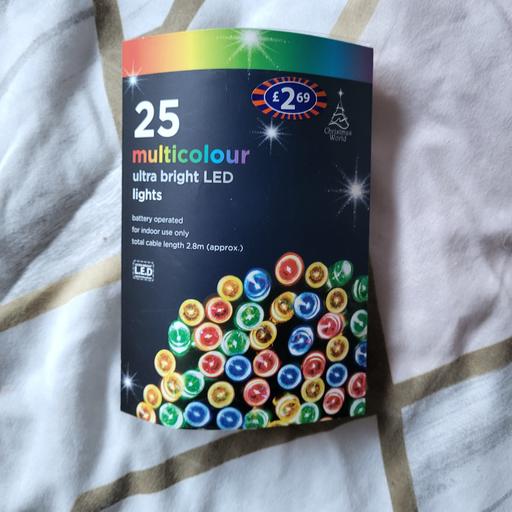 £2.69
25
multicolour
ultra bright LED
lights
Christmas
World
battery operated
for indoor use only
total cable length 2.8m (approx.)
LED